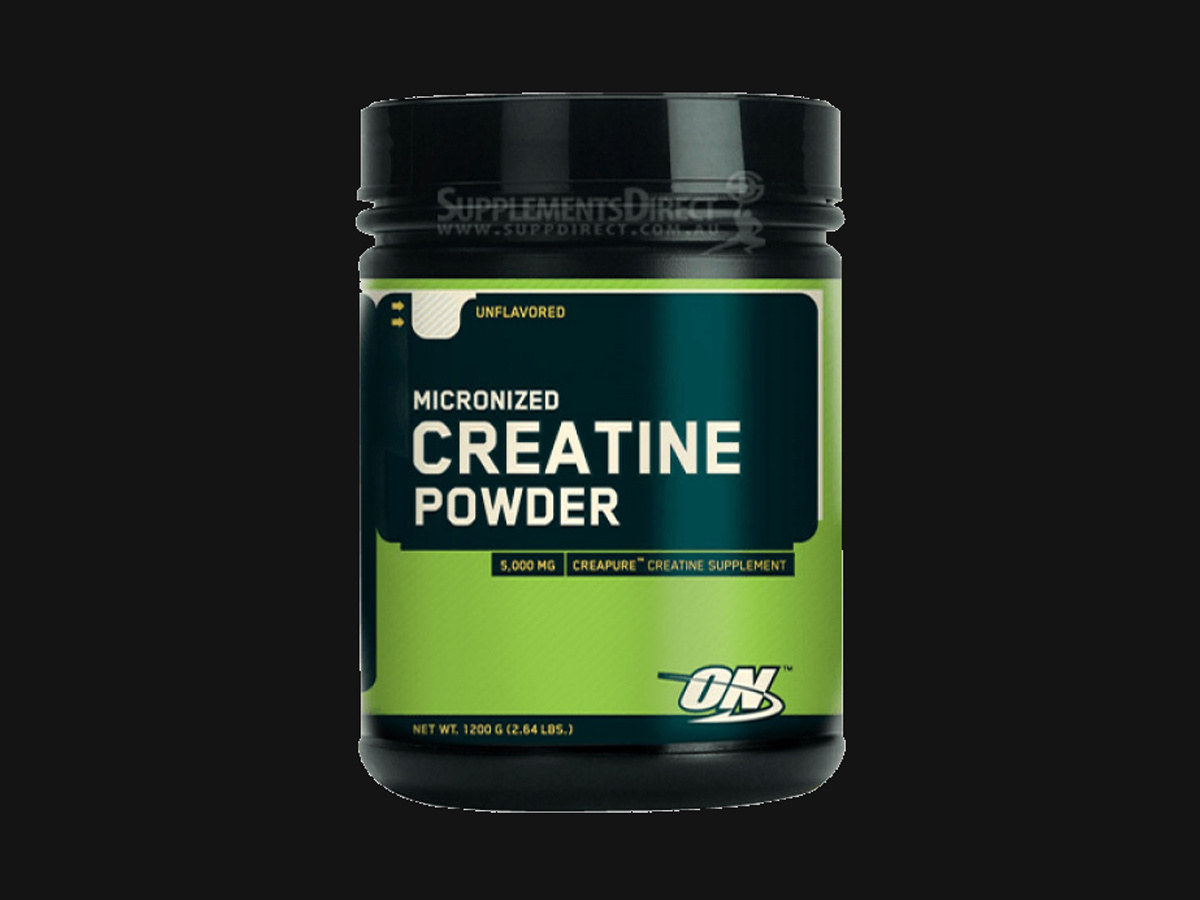 SUPPLEMENTSDIRECT
WWW.SUPPDIRECT.COM.AU
UNFLAVORED
MICRONIZED
CREATINE
POWDER
5,000 MG CREAPURE™ CREATINE SUPPLEMENT
ON™
NET WT. 1200 G (2.64 LBS.)